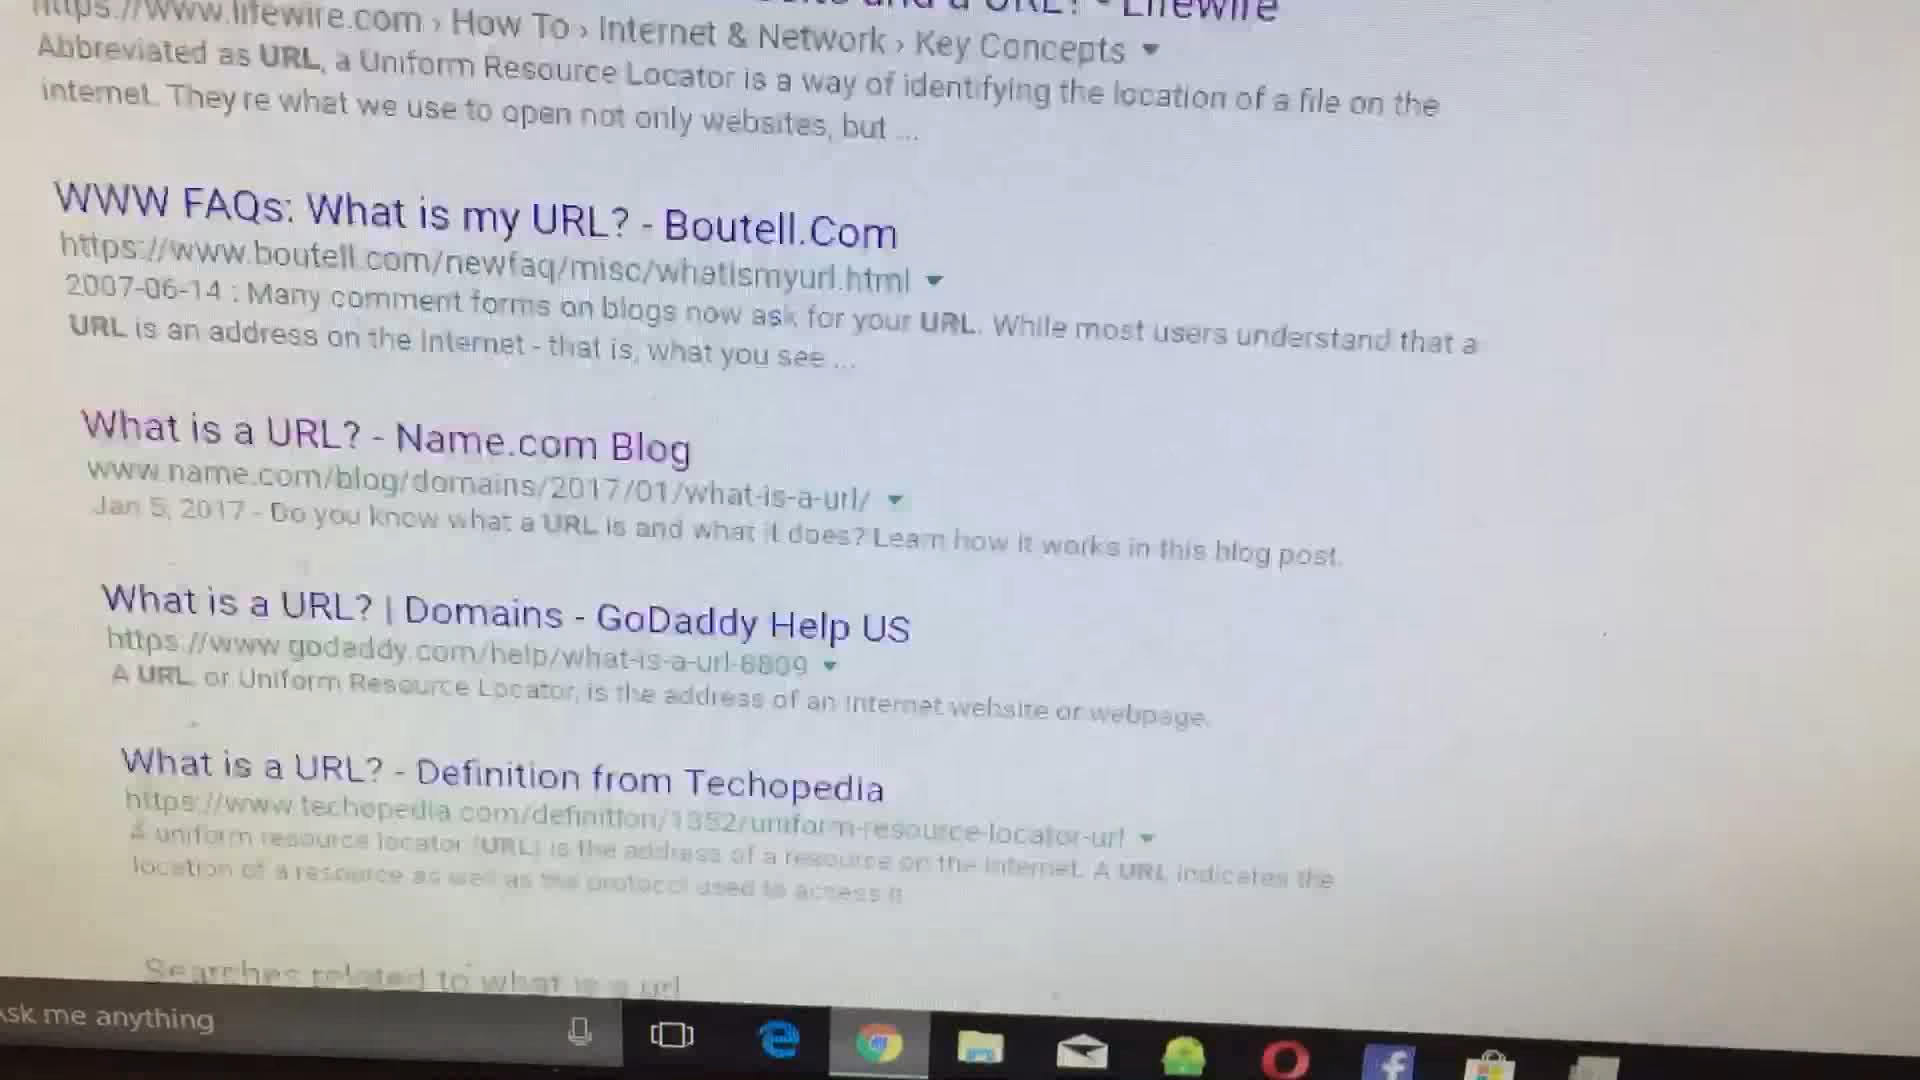 https://www.lifewire.com › How To › Internet & Network › Key Concepts
Abbreviated as URL, a Uniform Resource Locator is a way of identifying the location of a file on the
internet. They're what we use to open not only websites, but ...
WWW FAQs: What is my URL? - Boutell.Com
https://www.boutell.com/newfaq/misc/whatismyurl.html
2007-06-14 : Many comment forms on blogs now ask for your URL. While most users understand that a
URL is an address on the Internet - that is, what you see ...
What is a URL? - Name.com Blog
www.name.com/blog/domains/2017/01/what-is-a-url/
Jan 5, 2017 - Do you know what a URL is and what it does? Learn how it works in this blog post.
What is a URL? | Domains - GoDaddy Help US
https://www.godaddy.com/help/what-is-a-url-8809
A URL, or Uniform Resource Locator, is the address of an Internet website or webpage.
What is a URL? - Definition from Techopedia
https://www.techopedia.com/definition/1352/uniform-resource-locator-url
A uniform resource locator (URL) is the address of a resource on the Internet. A URL indicates the
location of a resource as well as the protocol used to access it.
Searches related to what is a url
Ask me anything